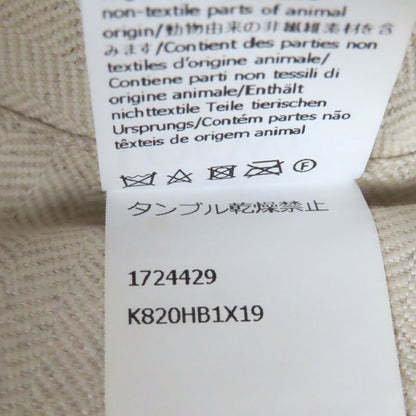 non-textile parts of animal
origin/動物由来の非繊維素材を含
みます/Contient des parties non
textiles d'origine animale/
Contiene parti non tessili di
origine animale/Enthält
nichttextile Teile tierischen
Ursprungs/Contém partes não
têxteis de origem animal
F
タンブル乾燥禁止
1724429
K820HB1X19